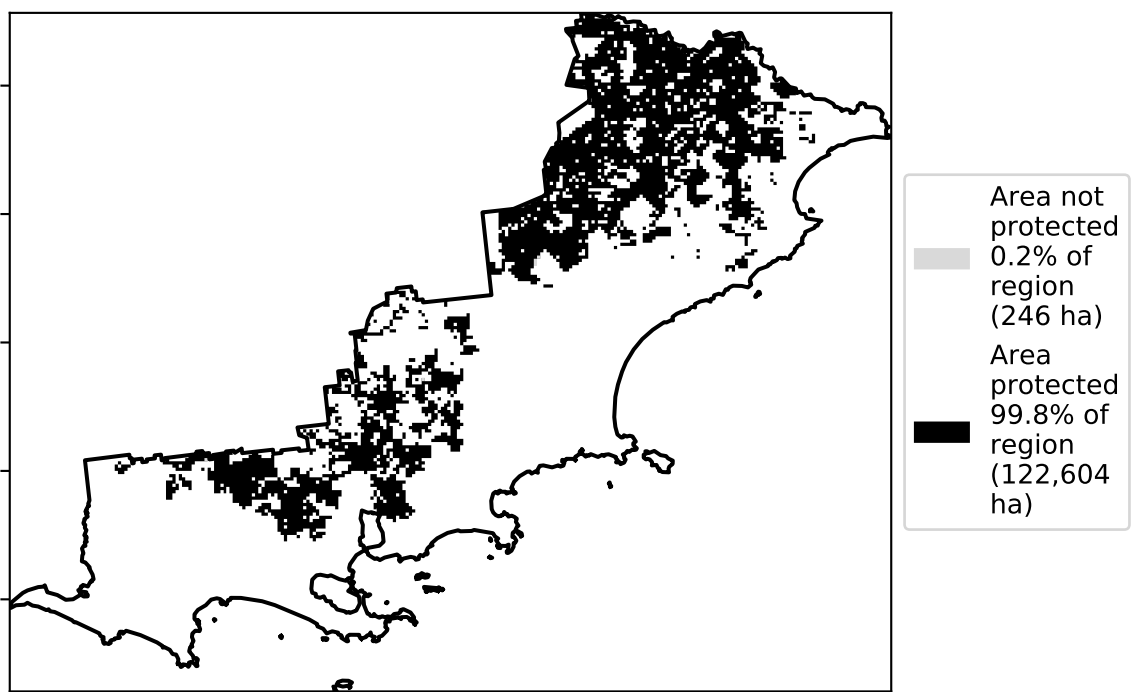 Area not
protected
0.2% of
region
(246 ha)
Area
protected
99.8% of
region
(122,604
ha)